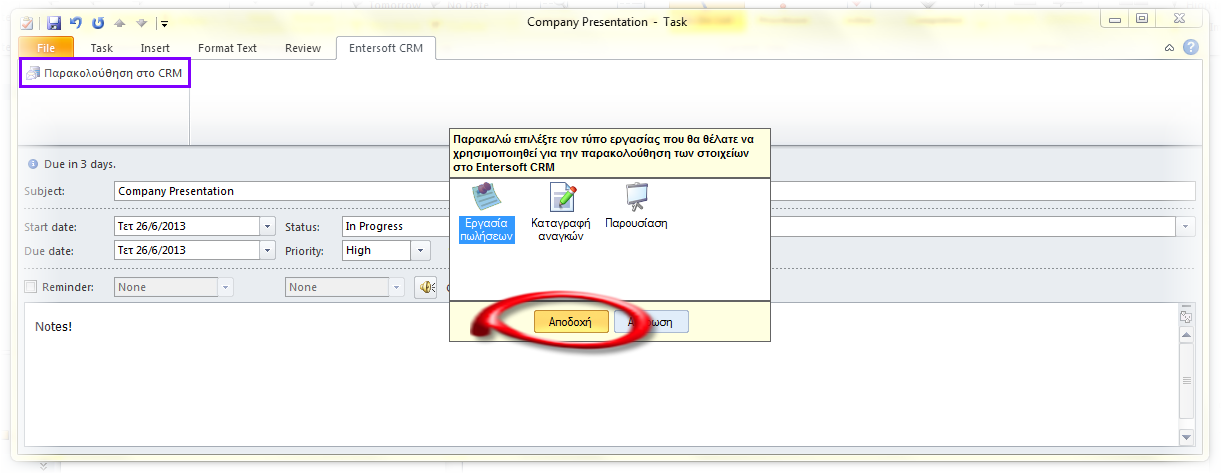 Company Presentation - Task
File Task Insert Format Text Review Entersoft CRM
Παρακολούθηση στο CRM
Παρακαλώ επιλέξτε τον τύπο εργασίας που θα θέλατε να
χρησιμοποιηθεί για την παρακολούθηση των στοιχείων
στο Entersoft CRM
Εργασία
πωλήσεων
Καταγραφή
αναγκών
Παρουσίαση
Αποδοχή
Due in 3 days.
Subject: Company Presentation
Start date: Τετ 26/6/2013 Status: In Progress
Due date: Τετ 26/6/2013 Priority: High
Reminder: None None
Notes!